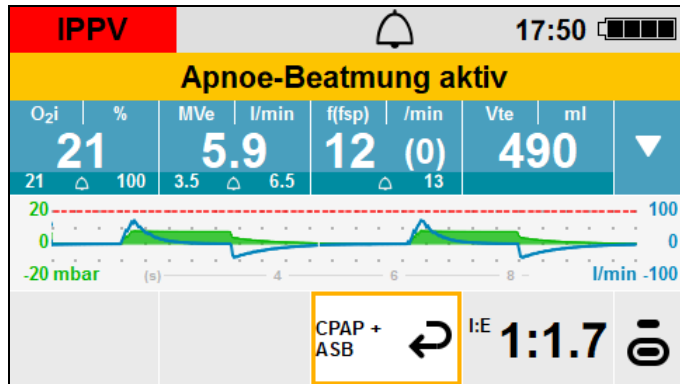 IPPV 17:50
Apnoe-Beatmung aktiv
O₂i % MVe l/min f(fsp) /min Vte ml
21 5.9 12 (0) 490
21 100 3.5 6.5 13
20 100
0 0
-20 mbar (s) 4 6 8 l/min -100
CPAP + I:E 1:1.7
ASB